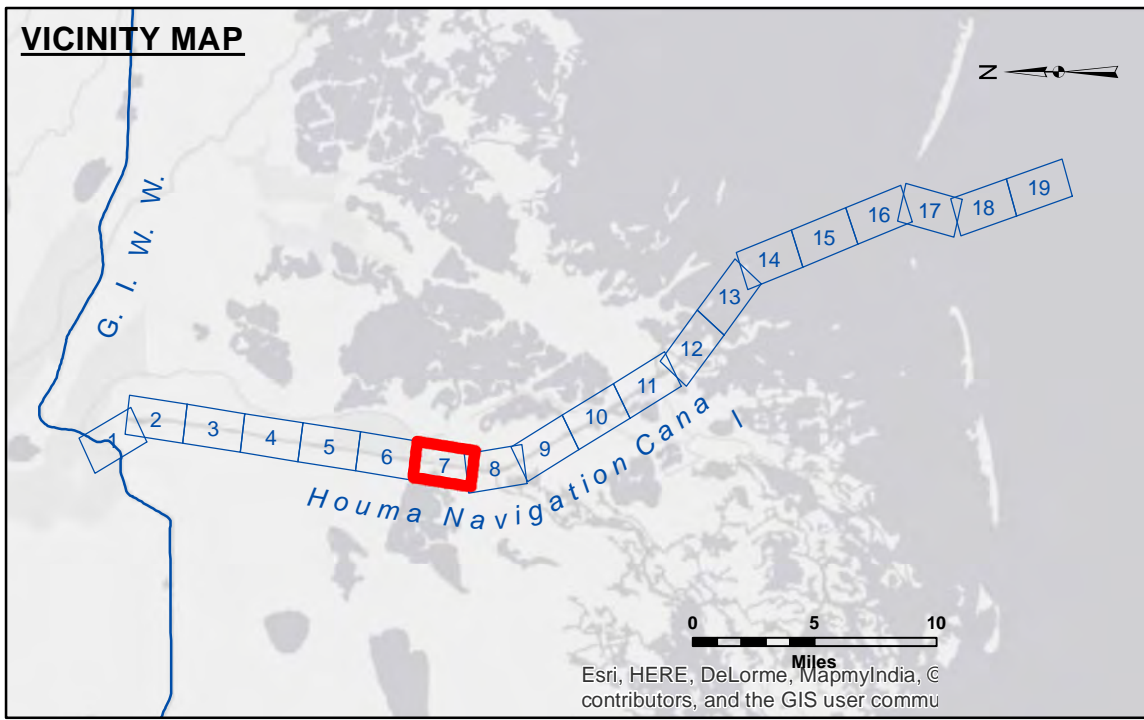 VICINITY MAP
N
G. I. W. W.
1
2
3
4
5
6
7
8
9
10
11
12
13
14
15
16
17
18
19
Houma Navigation Canal
0 5 10
Miles
Esri, HERE, DeLorme, MapmyIndia, ©
contributors, and the GIS user commu